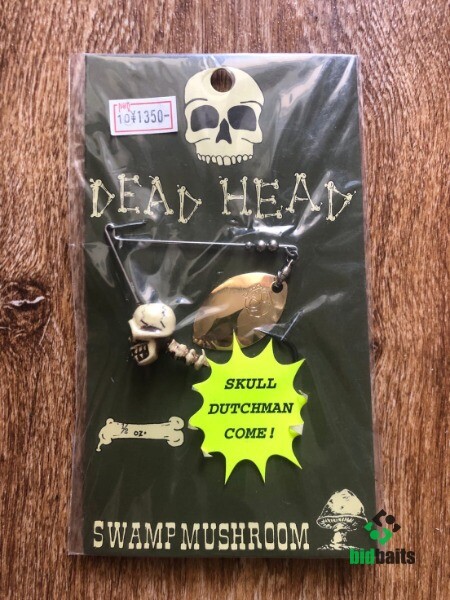 10¥1350-
DEAD HEAD
SKULL
DUTCHMAN
COME!
1/2 oz.
SWAMP MUSHROOM
bidbaits